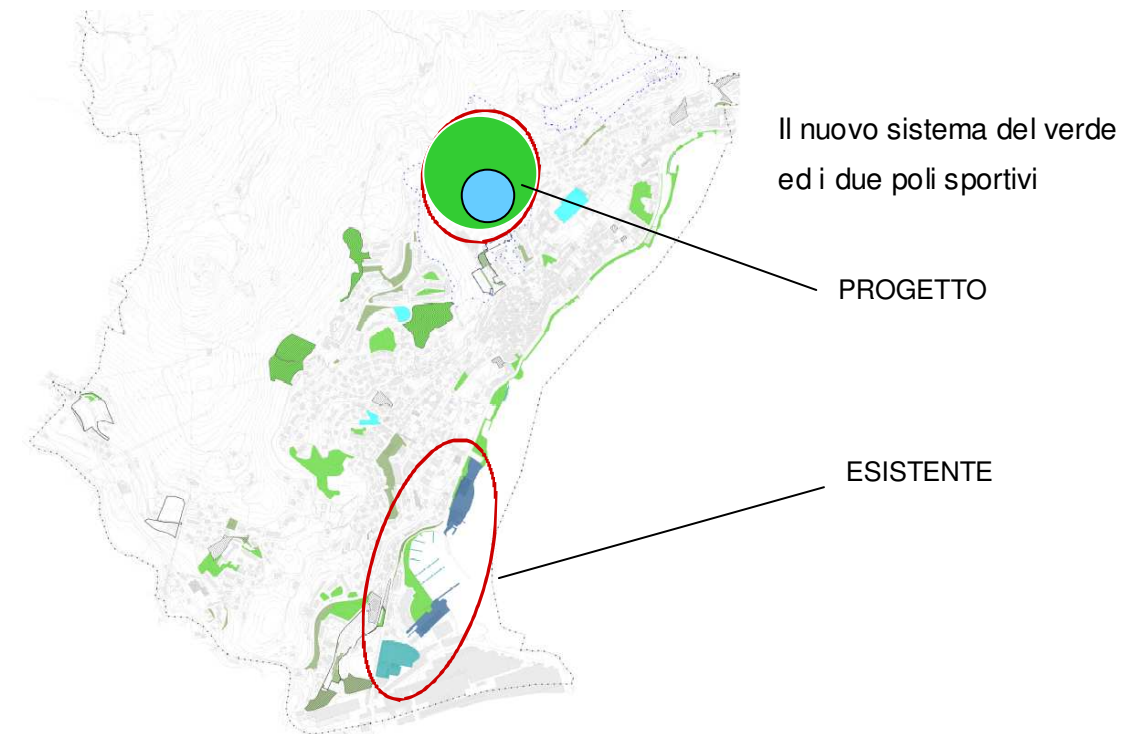 Il nuovo sistema del verde
ed i due poli sportivi
PROGETTO
ESISTENTE